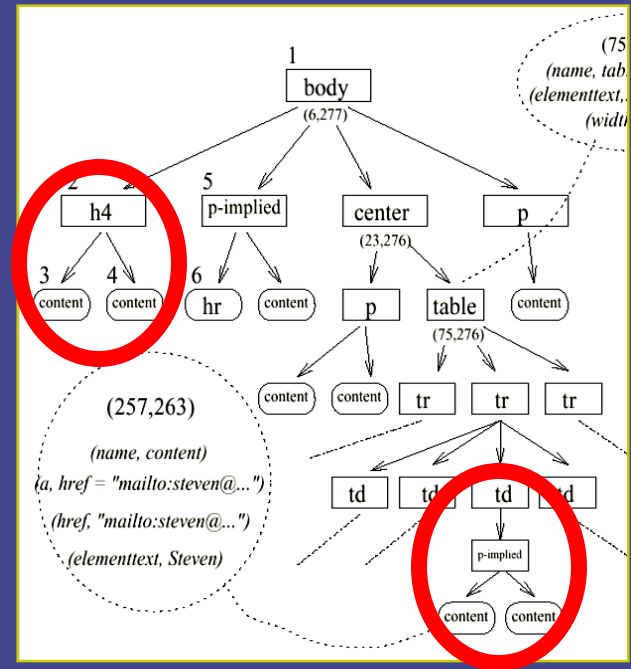 (75
(name, tab
(elementtext,.
(width
1
body
(6,277)
2
h4
5
p-implied
center
(23,276)
p
3
content
4
content
6
hr
content
p
table
(75,276)
content
content
content
tr
tr
tr
(257,263)
(name, content)
(a, href = "mailto:steven@...")
(href, "mailto:steven@...")
(elementtext, Steven)
td
td
td
td
p-implied
content
content